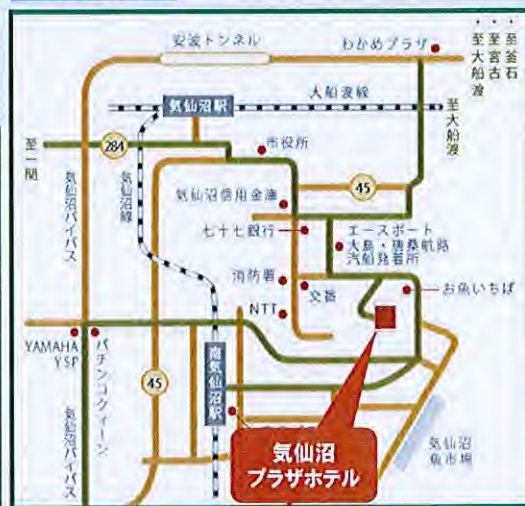 安波トンネル
わかめプラザ
至釜石
至宮古
至大船渡
気仙沼駅
大船渡線
至大船渡
至一関
284
市役所
45
気仙沼バイパス
気仙沼線
気仙沼信用金庫
七十七銀行
エースポート
大島・唐桑航路
汽船発着所
消防署
交番
お魚いちば
NTT
YAMAHA
YSP
パチンコクィーン
45
南気仙沼駅
気仙沼バイパス
気仙沼
プラザホテル
気仙沼
魚市場